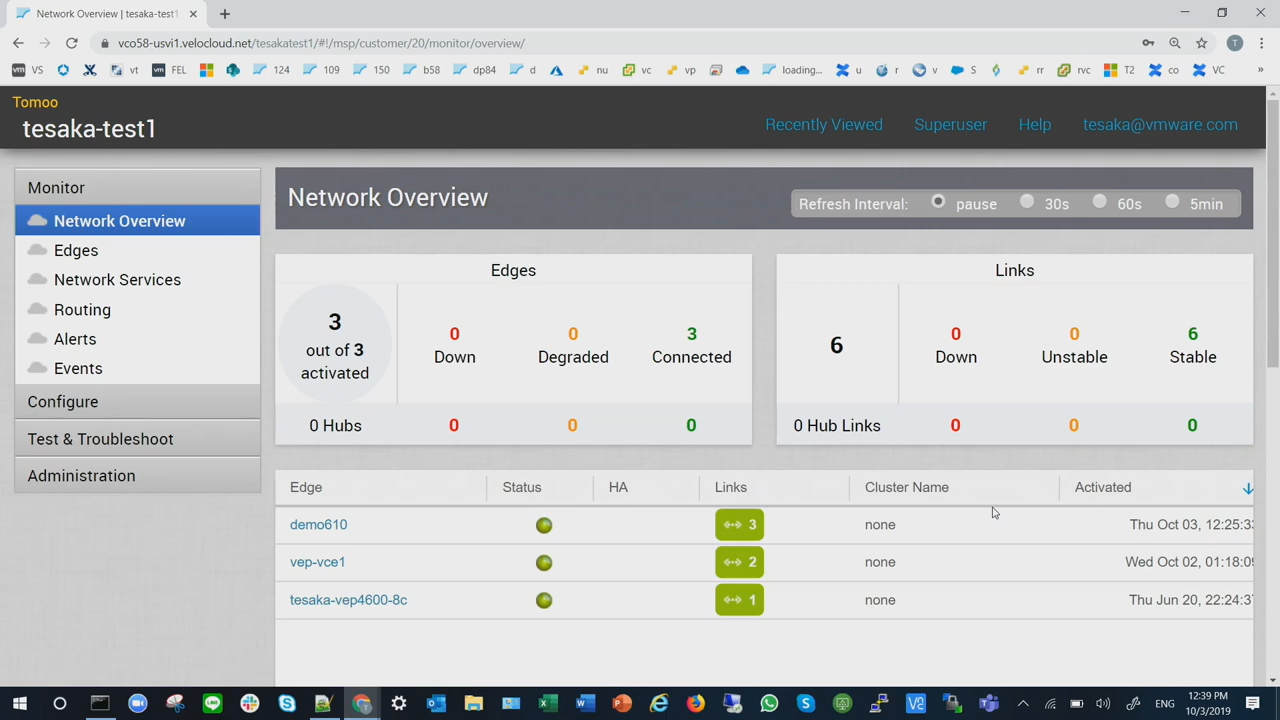 Network Overview | tesaka-test1
vco58-usvi1.velocloud.net/tesakatest1/#!/msp/customer/20/monitor/overview/
VS
vt
FEL
124
109
150
b58
dp84
d
nu
vc
vp
loading...
u
r
v
S
rr
rvc
T2
co
VC
»
T
Tomoo
tesaka-test1
Recently Viewed
Superuser
Help
tesaka@vmware.com
Monitor
Network Overview
Edges
Network Services
Routing
Alerts
Events
Configure
Test & Troubleshoot
Administration
Network Overview
Refresh Interval: pause 30s 60s 5min
Edges
3
out of 3
activated
0
Down
0
Degraded
3
Connected
0 Hubs
0
0
0
Links
6
0
Down
0
Unstable
6
Stable
0 Hub Links
0
0
0
Edge Status HA Links Cluster Name Activated
demo610 3 none Thu Oct 03, 12:25:3
vep-vce1 2 none Wed Oct 02, 01:18:0
tesaka-vep4600-8c 1 none Thu Jun 20, 22:24:3
ENG
12:39 PM
10/3/2019